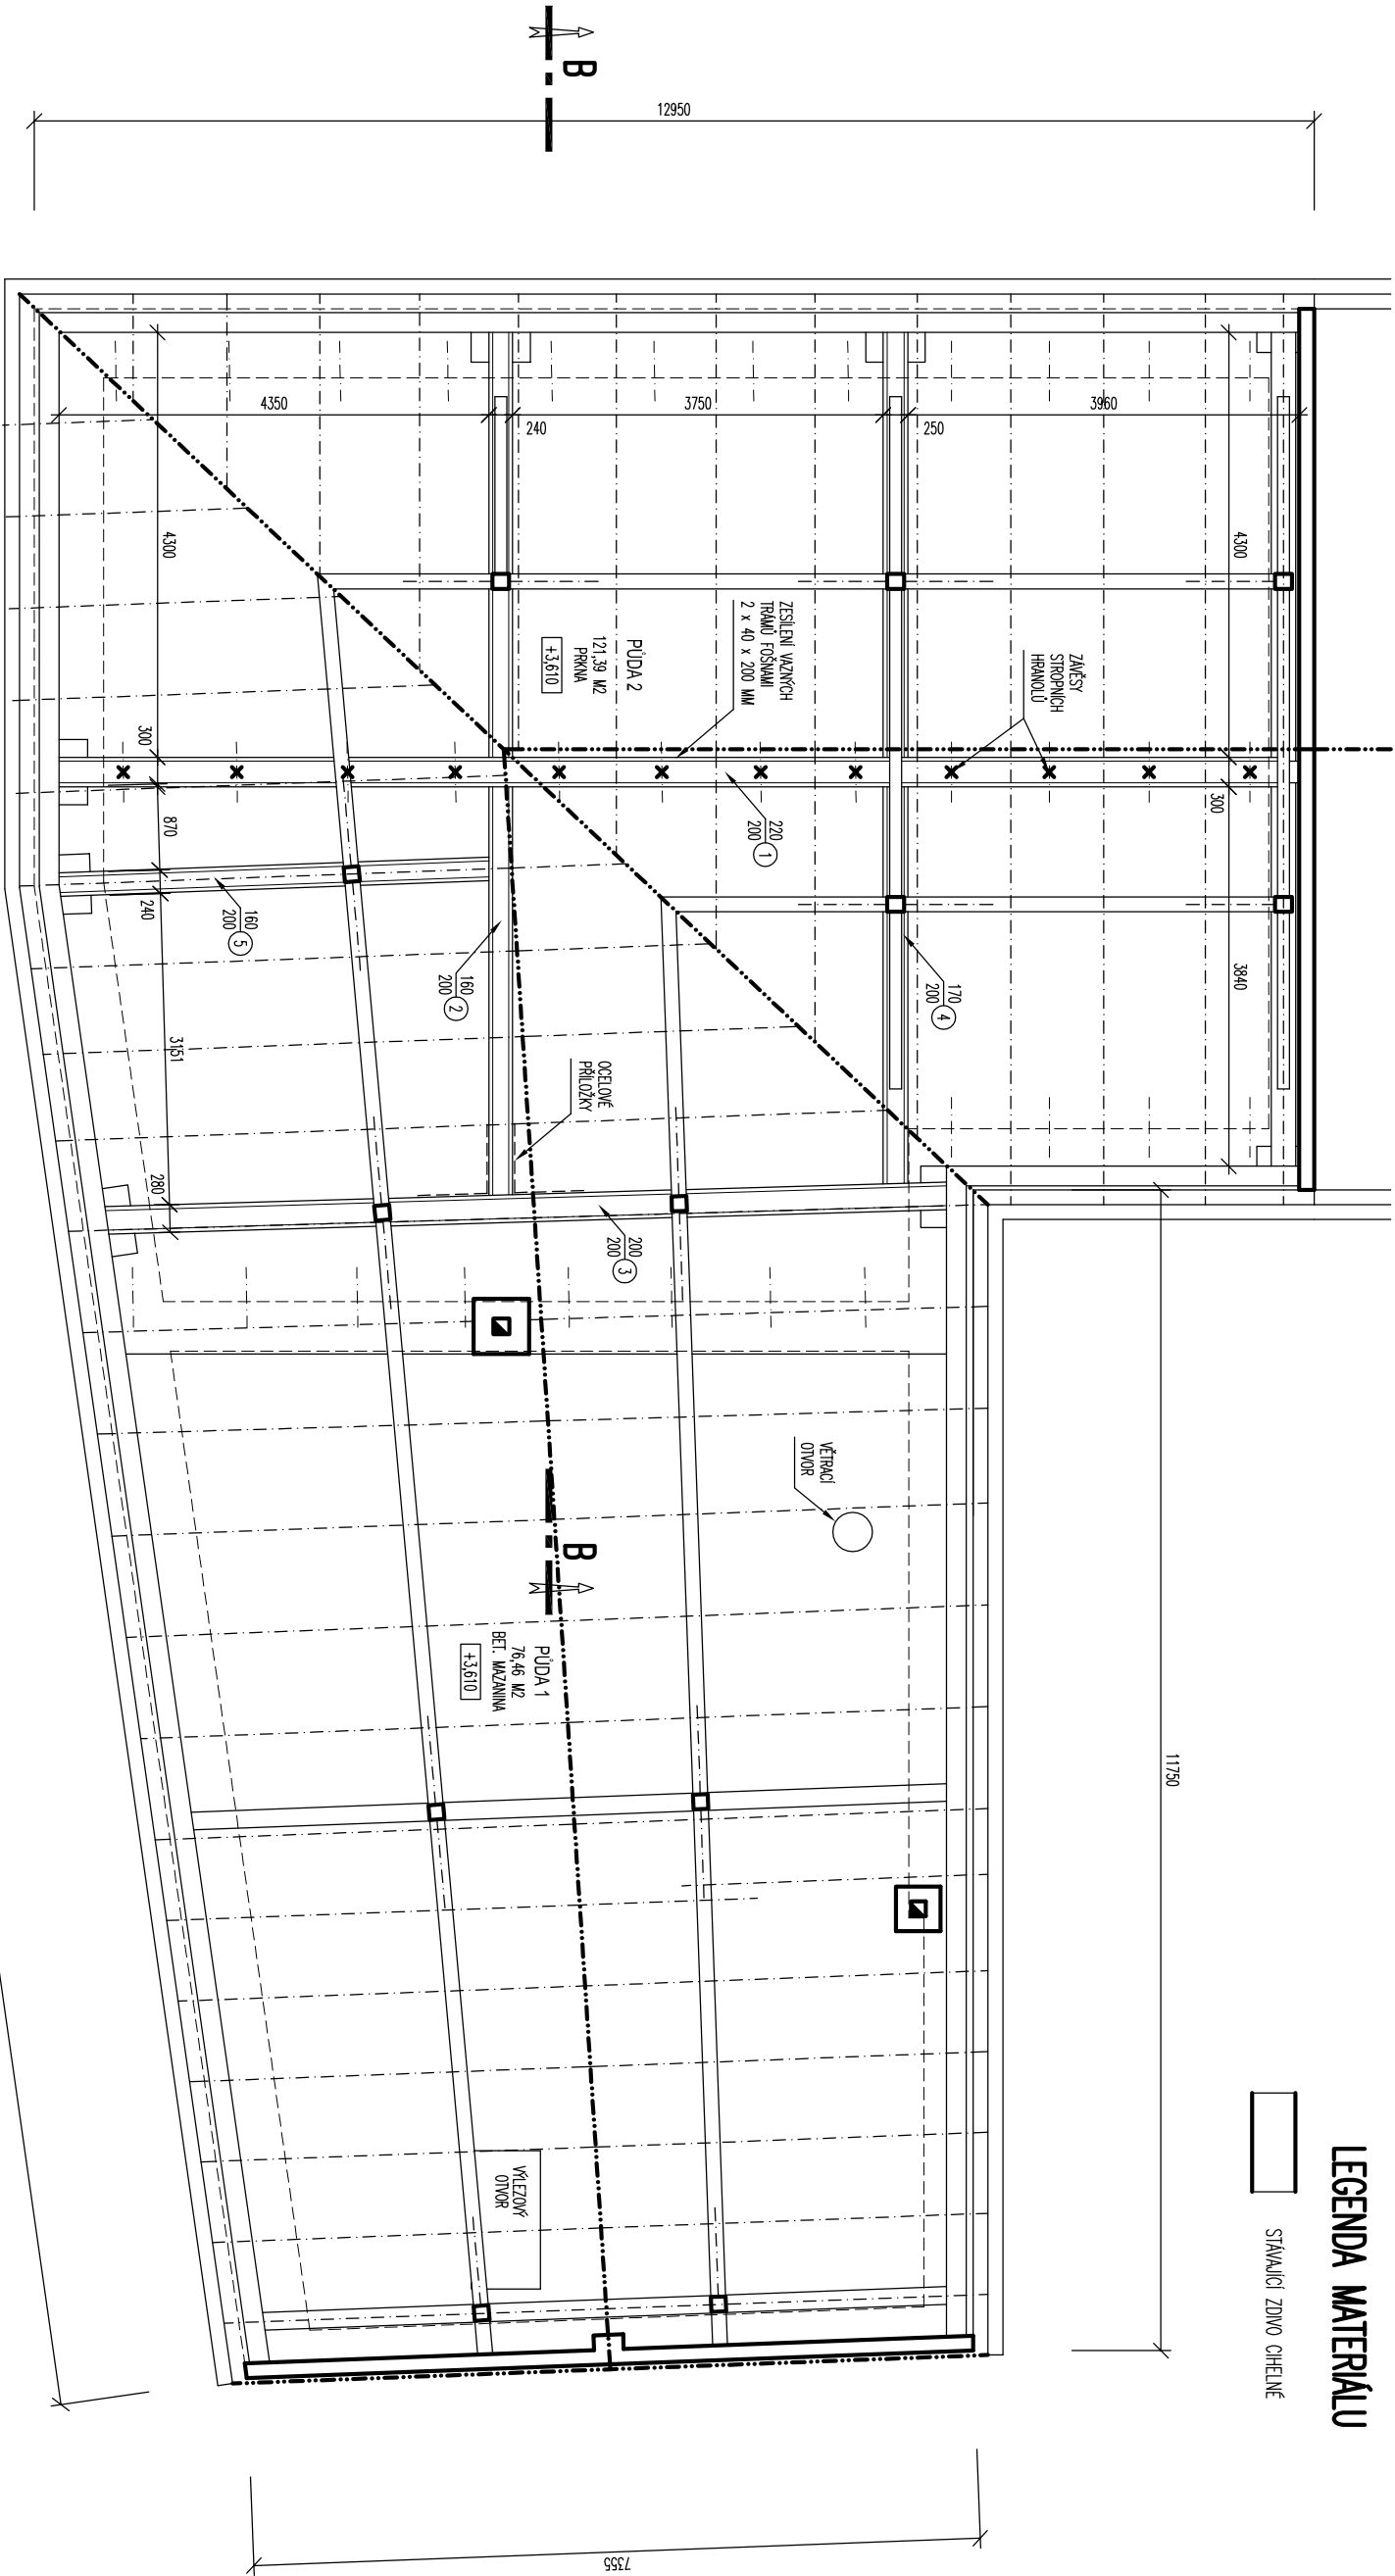 LEGENDA MATERIÁLU
STÁVAJÍCÍ ZDIVO CIHELNÉ
B
12950
4350
240
3750
250
3960
4300
300
3840
4300
300
870
240
3151
280
11750
7355
ZÁVĚSY
STROPNÍCH
HRANOLŮ
ZESÍLENÍ VAZNÝCH
TRÁMŮ FOŠNAMI
2 x 40 x 200 MM
PŮDA 2
121,39 M2
PRKNA
+3,610
220
200
1
160
200
2
200
200
3
170
200
4
160
200
5
OCELOVÉ
PŘÍLOŽKY
VĚTRACÍ
OTVOR
B
PŮDA 1
76,46 M2
BET. MAZANINA
+3,610
VÝLEZOVÝ
OTVOR